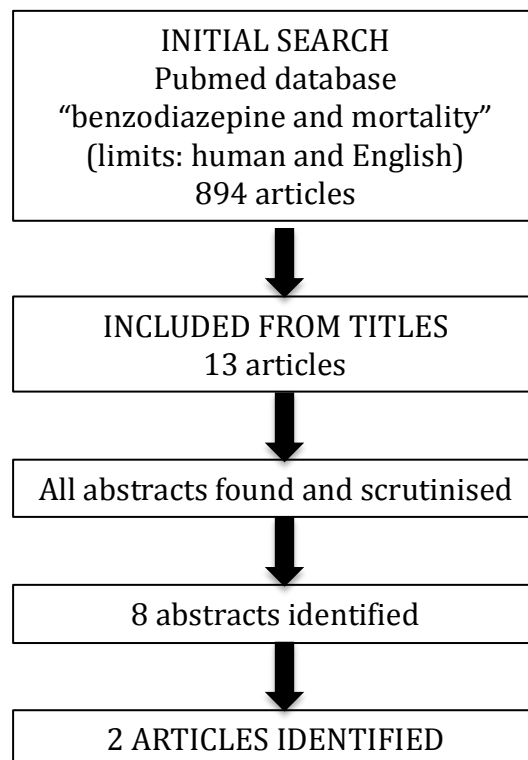 INITIAL SEARCH
Pubmed database
“benzodiazepine and mortality”
(limits: human and English)
894 articles
INCLUDED FROM TITLES
13 articles
All abstracts found and scrutinised
8 abstracts identified
2 ARTICLES IDENTIFIED